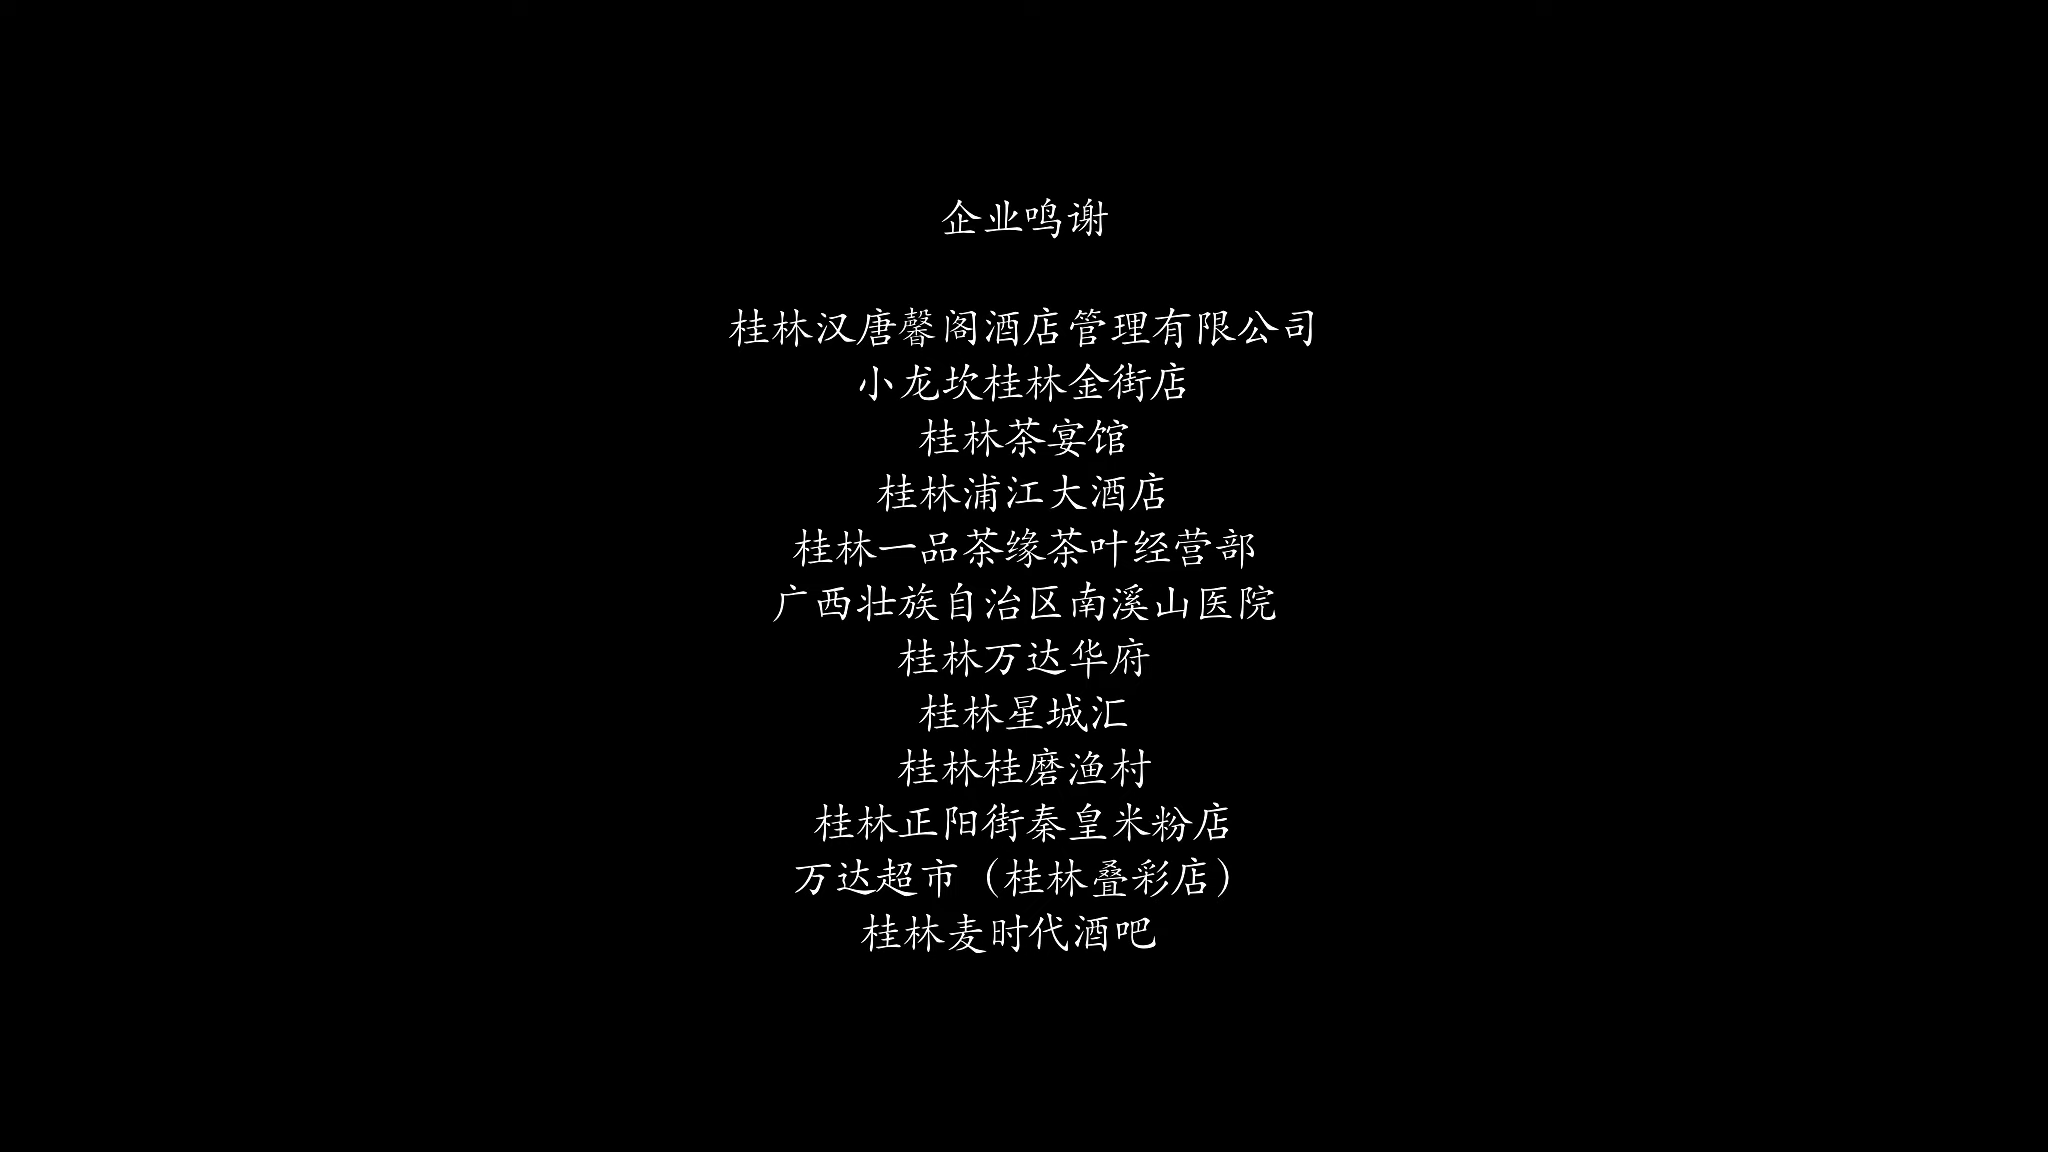 企业鸣谢
桂林汉唐馨阁酒店管理有限公司
小龙坎桂林金街店
桂林茶宴馆
桂林浦江大酒店
桂林一品茶缘茶叶经营部
广西壮族自治区南溪山医院
桂林万达华府
桂林星城汇
桂林桂磨渔村
桂林正阳街秦皇米粉店
万达超市（桂林叠彩店）
桂林麦时代酒吧